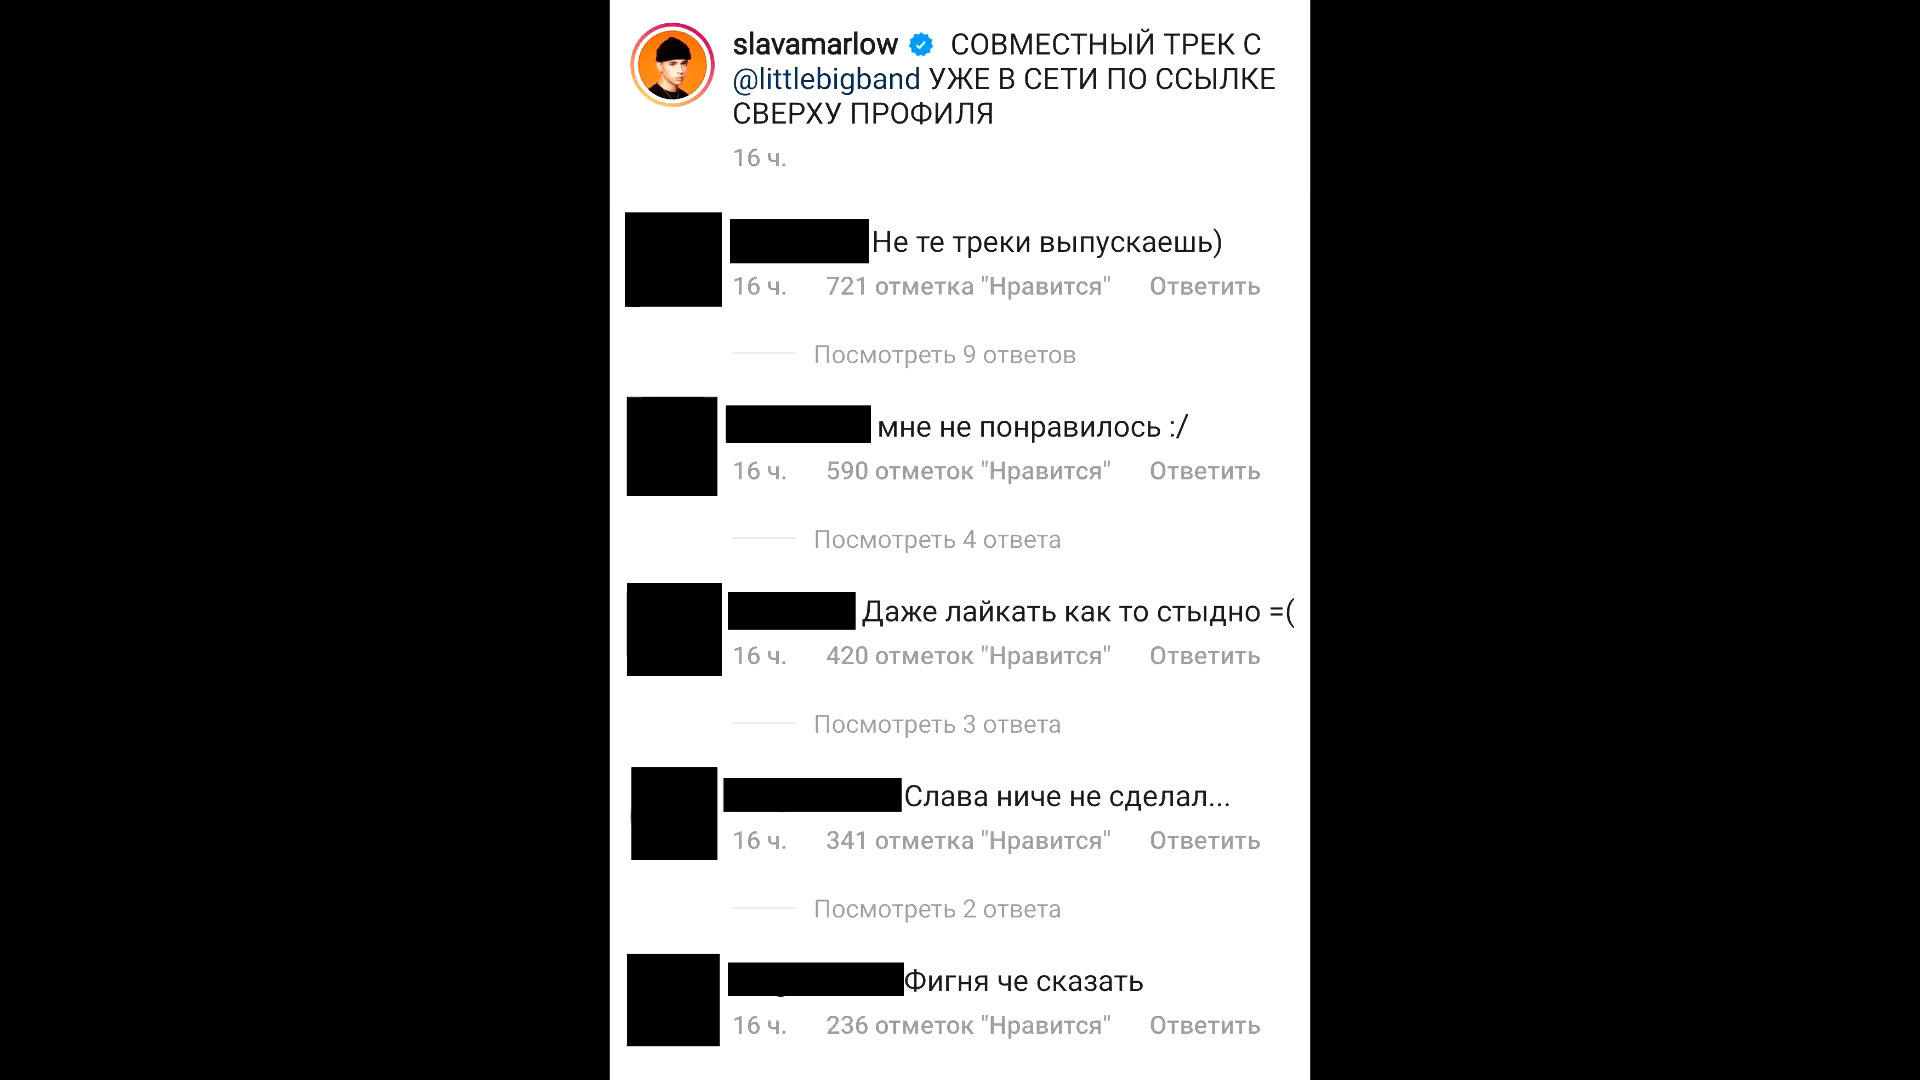 slavamarlow СОВМЕСТНЫЙ ТРЕК С
@littlebigband УЖЕ В СЕТИ ПО ССЫЛКЕ
СВЕРХУ ПРОФИЛЯ
16 ч.
Не те треки выпускаешь)
16 ч. 721 отметка "Нравится" Ответить
Посмотреть 9 ответов
мне не понравилось :/
16 ч. 590 отметок "Нравится" Ответить
Посмотреть 4 ответа
Даже лайкать как то стыдно =(
16 ч. 420 отметок "Нравится" Ответить
Посмотреть 3 ответа
Слава ниче не сделал...
16 ч. 341 отметка "Нравится" Ответить
Посмотреть 2 ответа
Фигня че сказать
16 ч. 236 отметок "Нравится" Ответить